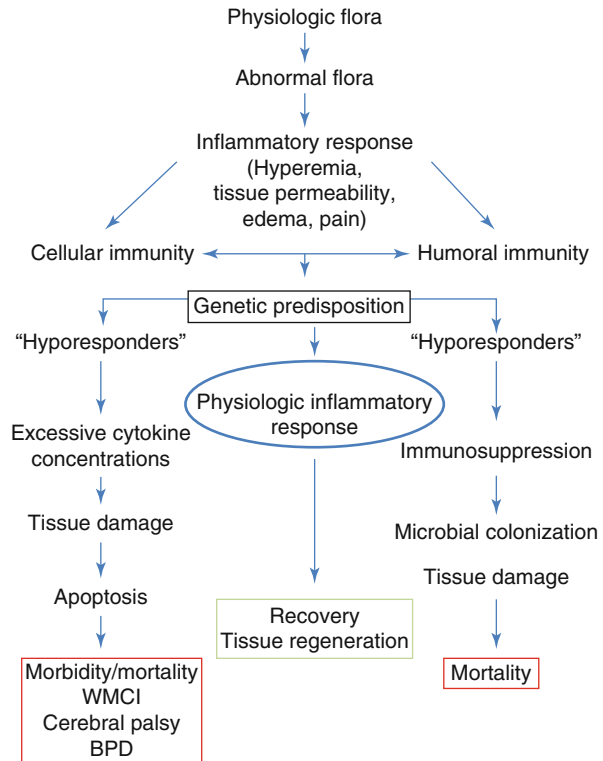 Physiologic flora
Abnormal flora
Inflammatory response
(Hyperemia,
tissue permeability,
edema, pain)
Cellular immunity
Humoral immunity
Genetic predisposition
“Hyporesponders”
Excessive cytokine
concentrations
Tissue damage
Apoptosis
Morbidity/mortality
WMCI
Cerebral palsy
BPD
Physiologic inflammatory
response
Recovery
Tissue regeneration
“Hyporesponders”
Immunosuppression
Microbial colonization
Tissue damage
Mortality